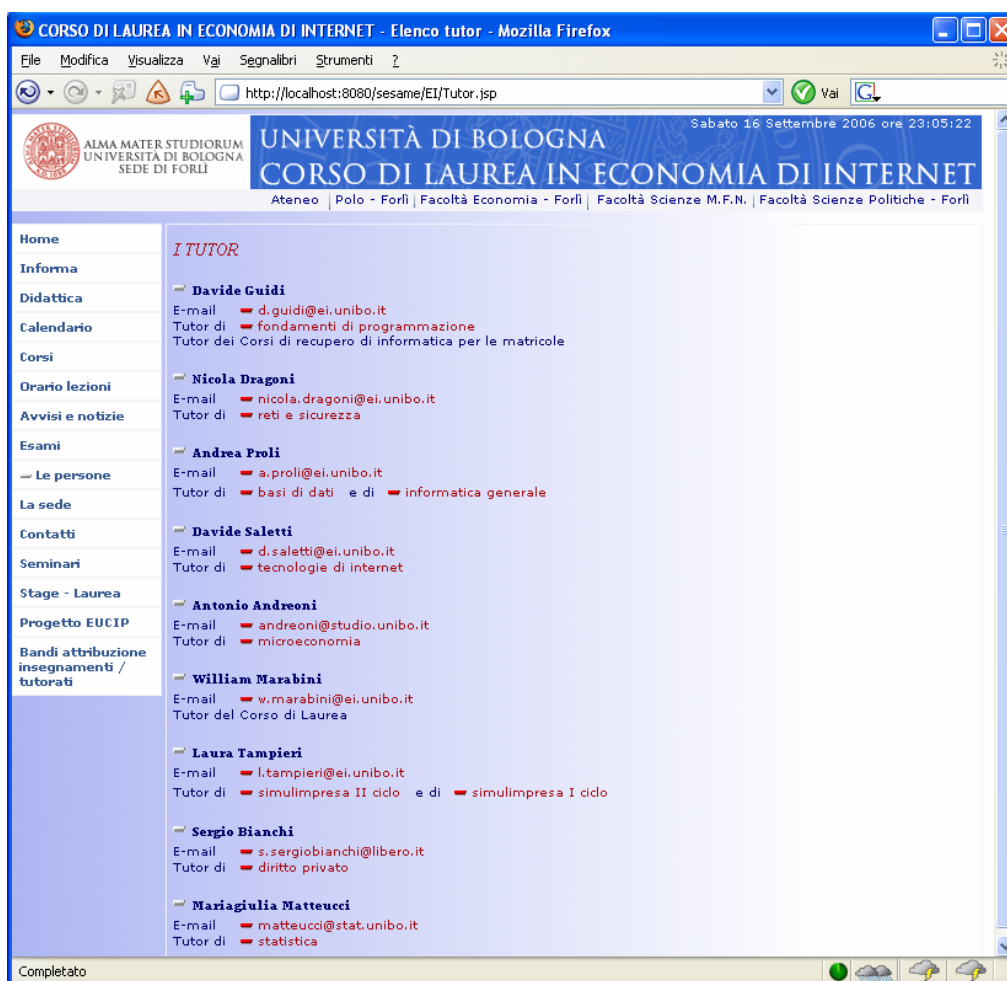 CORSO DI LAUREA IN ECONOMIA DI INTERNET - Elenco tutor - Mozilla Firefox
File Modifica Visualizza Vai Segnalibri Strumenti ?
http://localhost:8080/sesame/EI/Tutor.jsp Vai G
Sabato 16 Settembre 2006 ore 23:05:22
ALMA MATER STUDIORUM
UNIVERSITÀ DI BOLOGNA
SEDE DI FORLÌ
UNIVERSITÀ DI BOLOGNA
CORSO DI LAUREA IN ECONOMIA DI INTERNET
Ateneo | Polo - Forlì | Facoltà Economia - Forlì | Facoltà Scienze M.F.N. | Facoltà Scienze Politiche - Forlì
Home
Informa
Didattica
Calendario
Corsi
Orario lezioni
Avvisi e notizie
Esami
Le persone
La sede
Contatti
Seminari
Stage - Laurea
Progetto EUCIP
Bandi attribuzione
insegnamenti /
tutorati
I TUTOR
Davide Guidi
E-mail d.guidi@ei.unibo.it
Tutor di fondamenti di programmazione
Tutor dei Corsi di recupero di informatica per le matricole
Nicola Dragoni
E-mail nicola.dragoni@ei.unibo.it
Tutor di reti e sicurezza
Andrea Proli
E-mail a.proli@ei.unibo.it
Tutor di basi di dati e di informatica generale
Davide Saletti
E-mail d.saletti@ei.unibo.it
Tutor di tecnologie di internet
Antonio Andreoni
E-mail andreoni@studio.unibo.it
Tutor di microeconomia
William Marabini
E-mail w.marabini@ei.unibo.it
Tutor del Corso di Laurea
Laura Tampieri
E-mail l.tampieri@ei.unibo.it
Tutor di simulimpresa II ciclo e di simulimpresa I ciclo
Sergio Bianchi
E-mail s.sergiobianchi@libero.it
Tutor di diritto privato
Mariagiulia Matteucci
E-mail matteucci@stat.unibo.it
Tutor di statistica
Completato